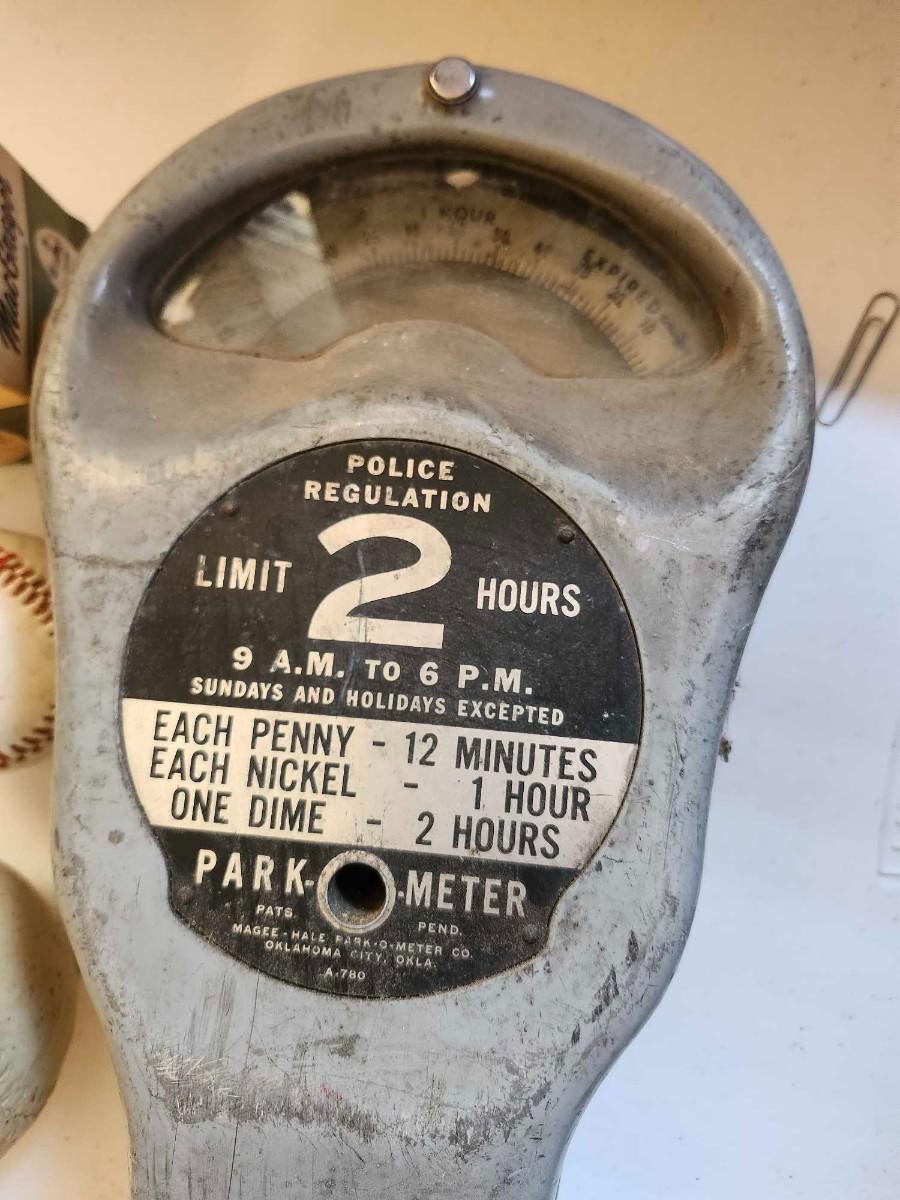 MacGregor
1 HOUR
EXPIRED
POLICE
REGULATION
LIMIT 2 HOURS
9 A.M. TO 6 P.M.
SUNDAYS AND HOLIDAYS EXCEPTED
EACH PENNY - 12 MINUTES
EACH NICKEL - 1 HOUR
ONE DIME - 2 HOURS
PARK-O-METER
PATS. PEND.
MAGEE-HALE PARK-O-METER CO.
OKLAHOMA CITY, OKLA.
A-780